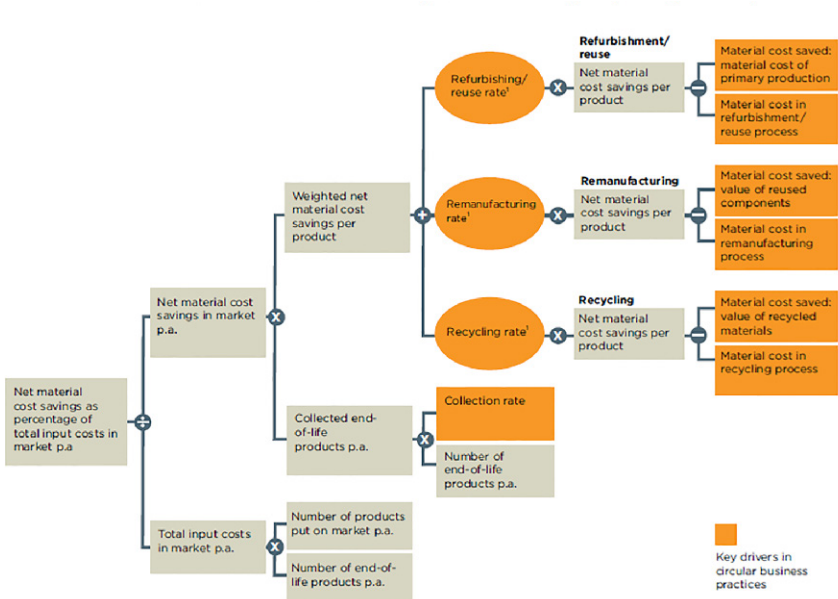 Refurbishment/
reuse
Refurbishing/
reuse rate¹
Net material
cost savings per
product
Material cost saved:
material cost of
primary production
Material cost in
refurbishment/
reuse process
Weighted net
material cost
savings per
product
Remanufacturing
rate¹
Remanufacturing
Net material
cost savings per
product
Material cost saved:
value of reused
components
Material cost in
remanufacturing
process
Net material cost
savings in market
p.a.
Recycling rate¹
Recycling
Net material
cost savings per
product
Material cost saved:
value of recycled
materials
Material cost in
recycling process
Net material
cost savings as
percentage of
total input costs in
market p.a
Collected end-
of-life
products p.a.
Collection rate
Number of
end-of-life
products p.a.
Total input costs
in market p.a.
Number of products
put on market p.a.
Number of end-of-
life products p.a.
Key drivers in
circular business
practices